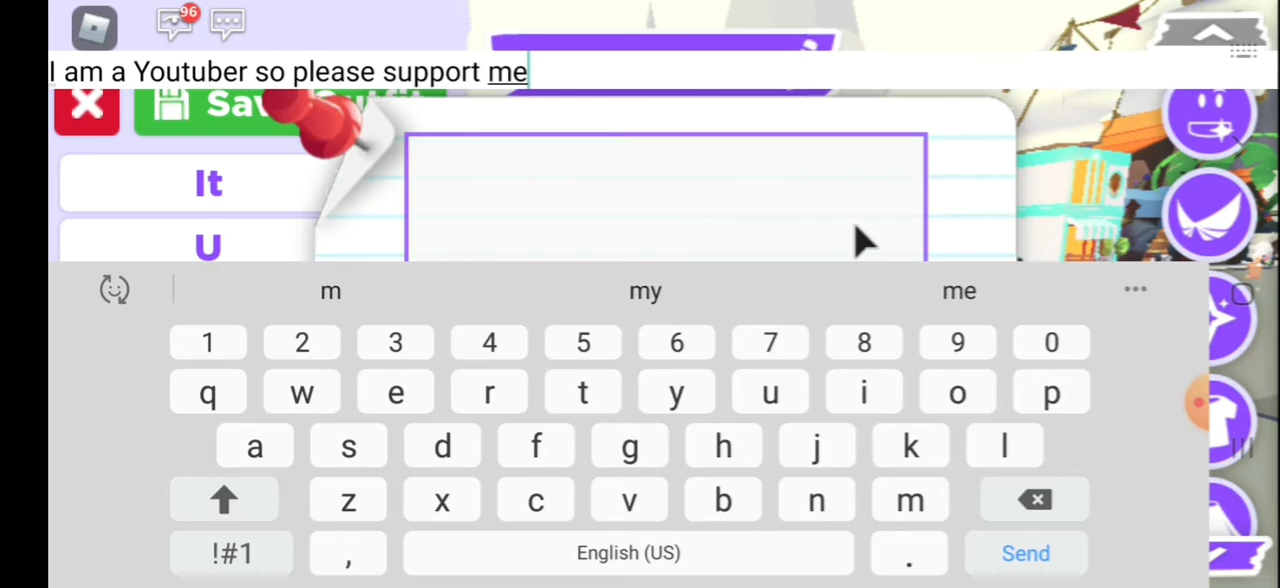 96
I am a Youtuber so please support me
Sav
It
U
m my me
1 2 3 4 5 6 7 8 9 0
q w e r t y u i o p
a s d f g h j k l
z x c v b n m
!#1 , English (US) . Send